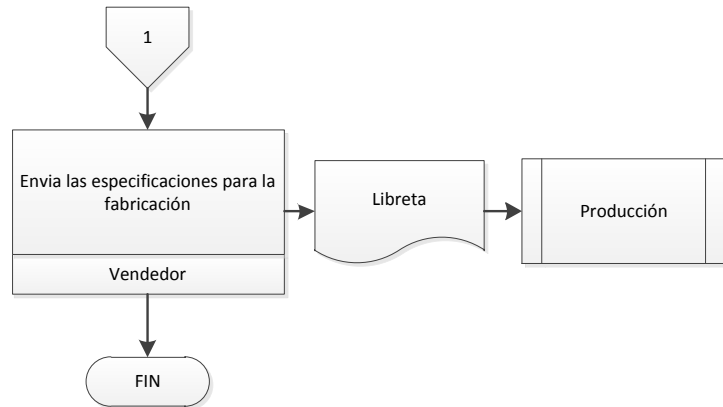 1
Envia las especificaciones para la
fabricación
Vendedor
Libreta
Producción
FIN